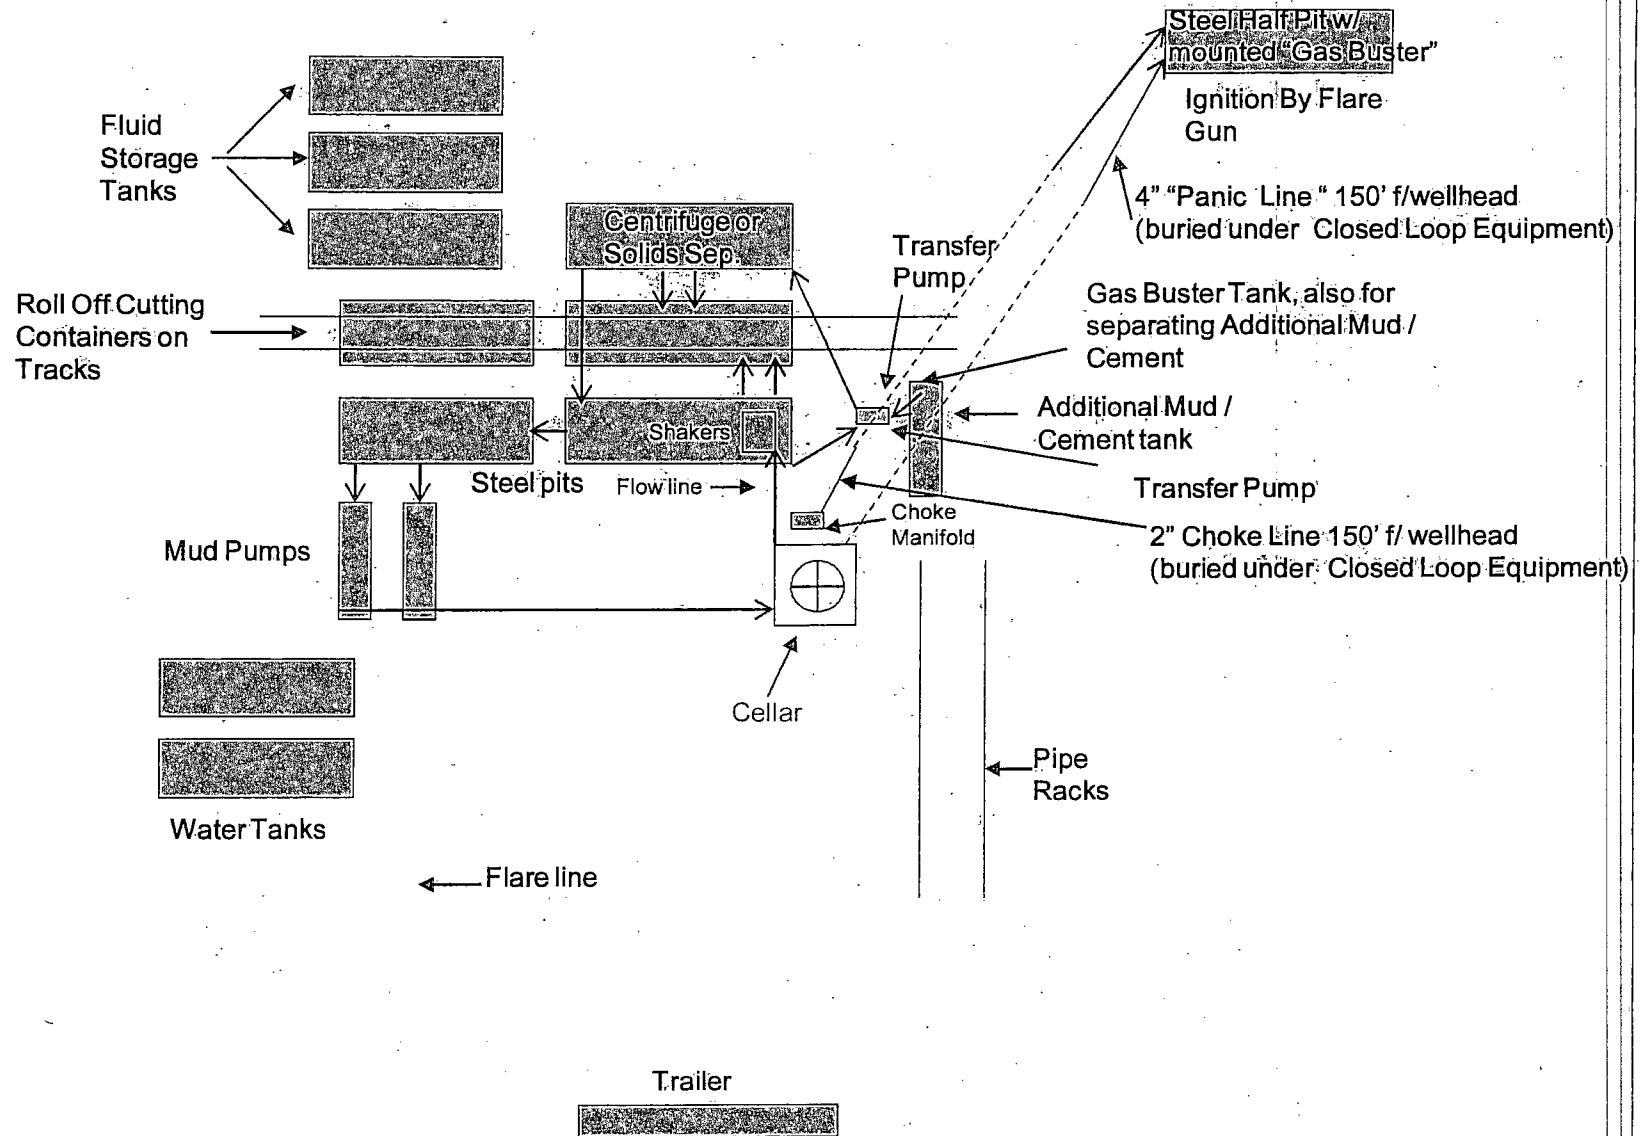 Steel Half Pit w/
mounted “Gas Buster”
Ignition By Flare
Gun
Fluid
Storage
Tanks
4” “Panic Line “ 150’ f/wellhead
(buried under Closed Loop Equipment)
Centrifuge or
Solids Sep.
Transfer
Pump
Roll Off Cutting
Containers on
Tracks
Gas Buster Tank, also for
separating Additional Mud /
Cement
Additional Mud /
Cement tank
Shakers
Steel pits
Flow line
Transfer Pump
Choke
Manifold
2” Choke Line 150’ f/ wellhead
(buried under Closed Loop Equipment)
Mud Pumps
Cellar
Pipe
Racks
Water Tanks
Flare line
Trailer